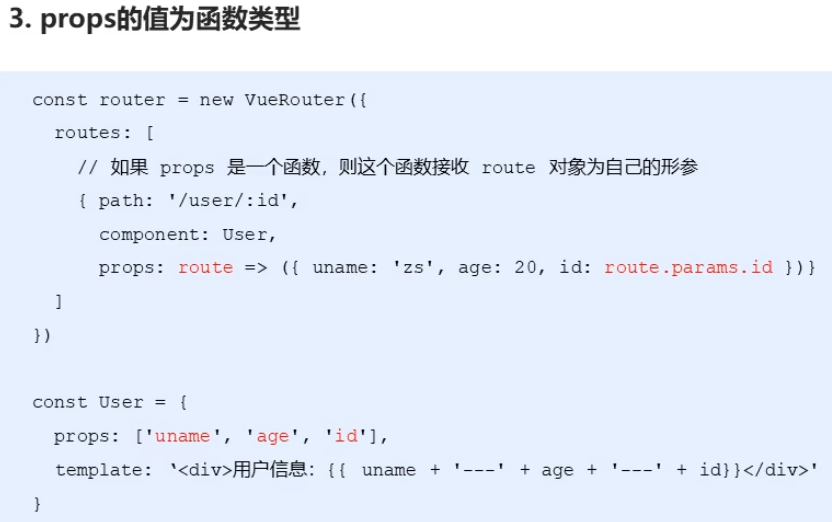 3. props的值为函数类型
const router = new VueRouter({
routes: [
// 如果 props 是一个函数，则这个函数接收 route 对象为自己的形参
{ path: '/user/:id',
component: User,
props: route => ({ uname: 'zs', age: 20, id: route.params.id })}
]
})
const User = {
props: ['uname', 'age', 'id'],
template: ‘<div>用户信息：{{ uname + '---' + age + '---' + id}}</div>'
}